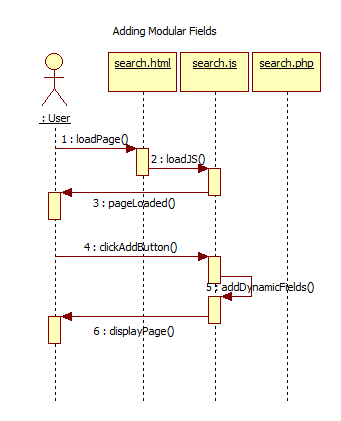 Adding Modular Fields
search.html search.js search.php
: User
1 : loadPage()
2 : loadJS()
3 : pageLoaded()
4 : clickAddButton()
5 : addDynamicFields()
6 : displayPage()